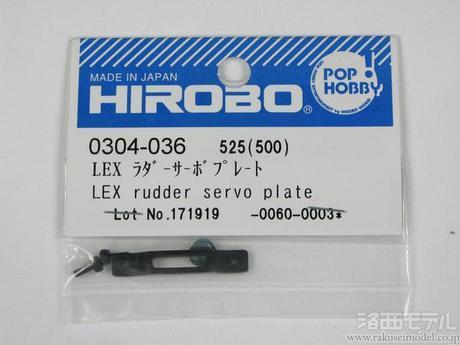 MADE IN JAPAN
HIROBO®
POP!
HOBBY
0304-036 525(500)
LEX ﾗﾀﾞｰｻｰﾎﾞﾌﾟﾚｰﾄ
LEX rudder servo plate
Lot No.171919 -0060-0003*
洛西モデル
www.rakuseimodel.co.jp